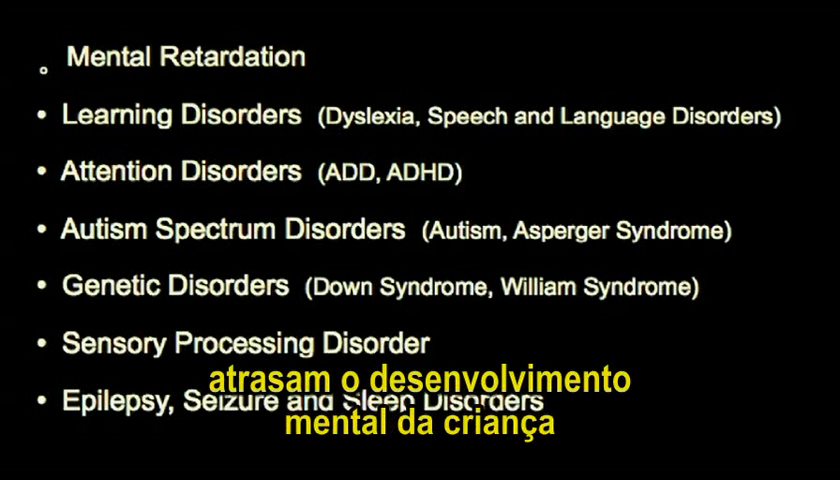 Mental Retardation
• Learning Disorders (Dyslexia, Speech and Language Disorders)
• Attention Disorders (ADD, ADHD)
• Autism Spectrum Disorders (Autism, Asperger Syndrome)
• Genetic Disorders (Down Syndrome, William Syndrome)
• Sensory Processing Disorder
atrasam o desenvolvimento
• Epilepsy, Seizure and Sleep Disorders
mental da criança